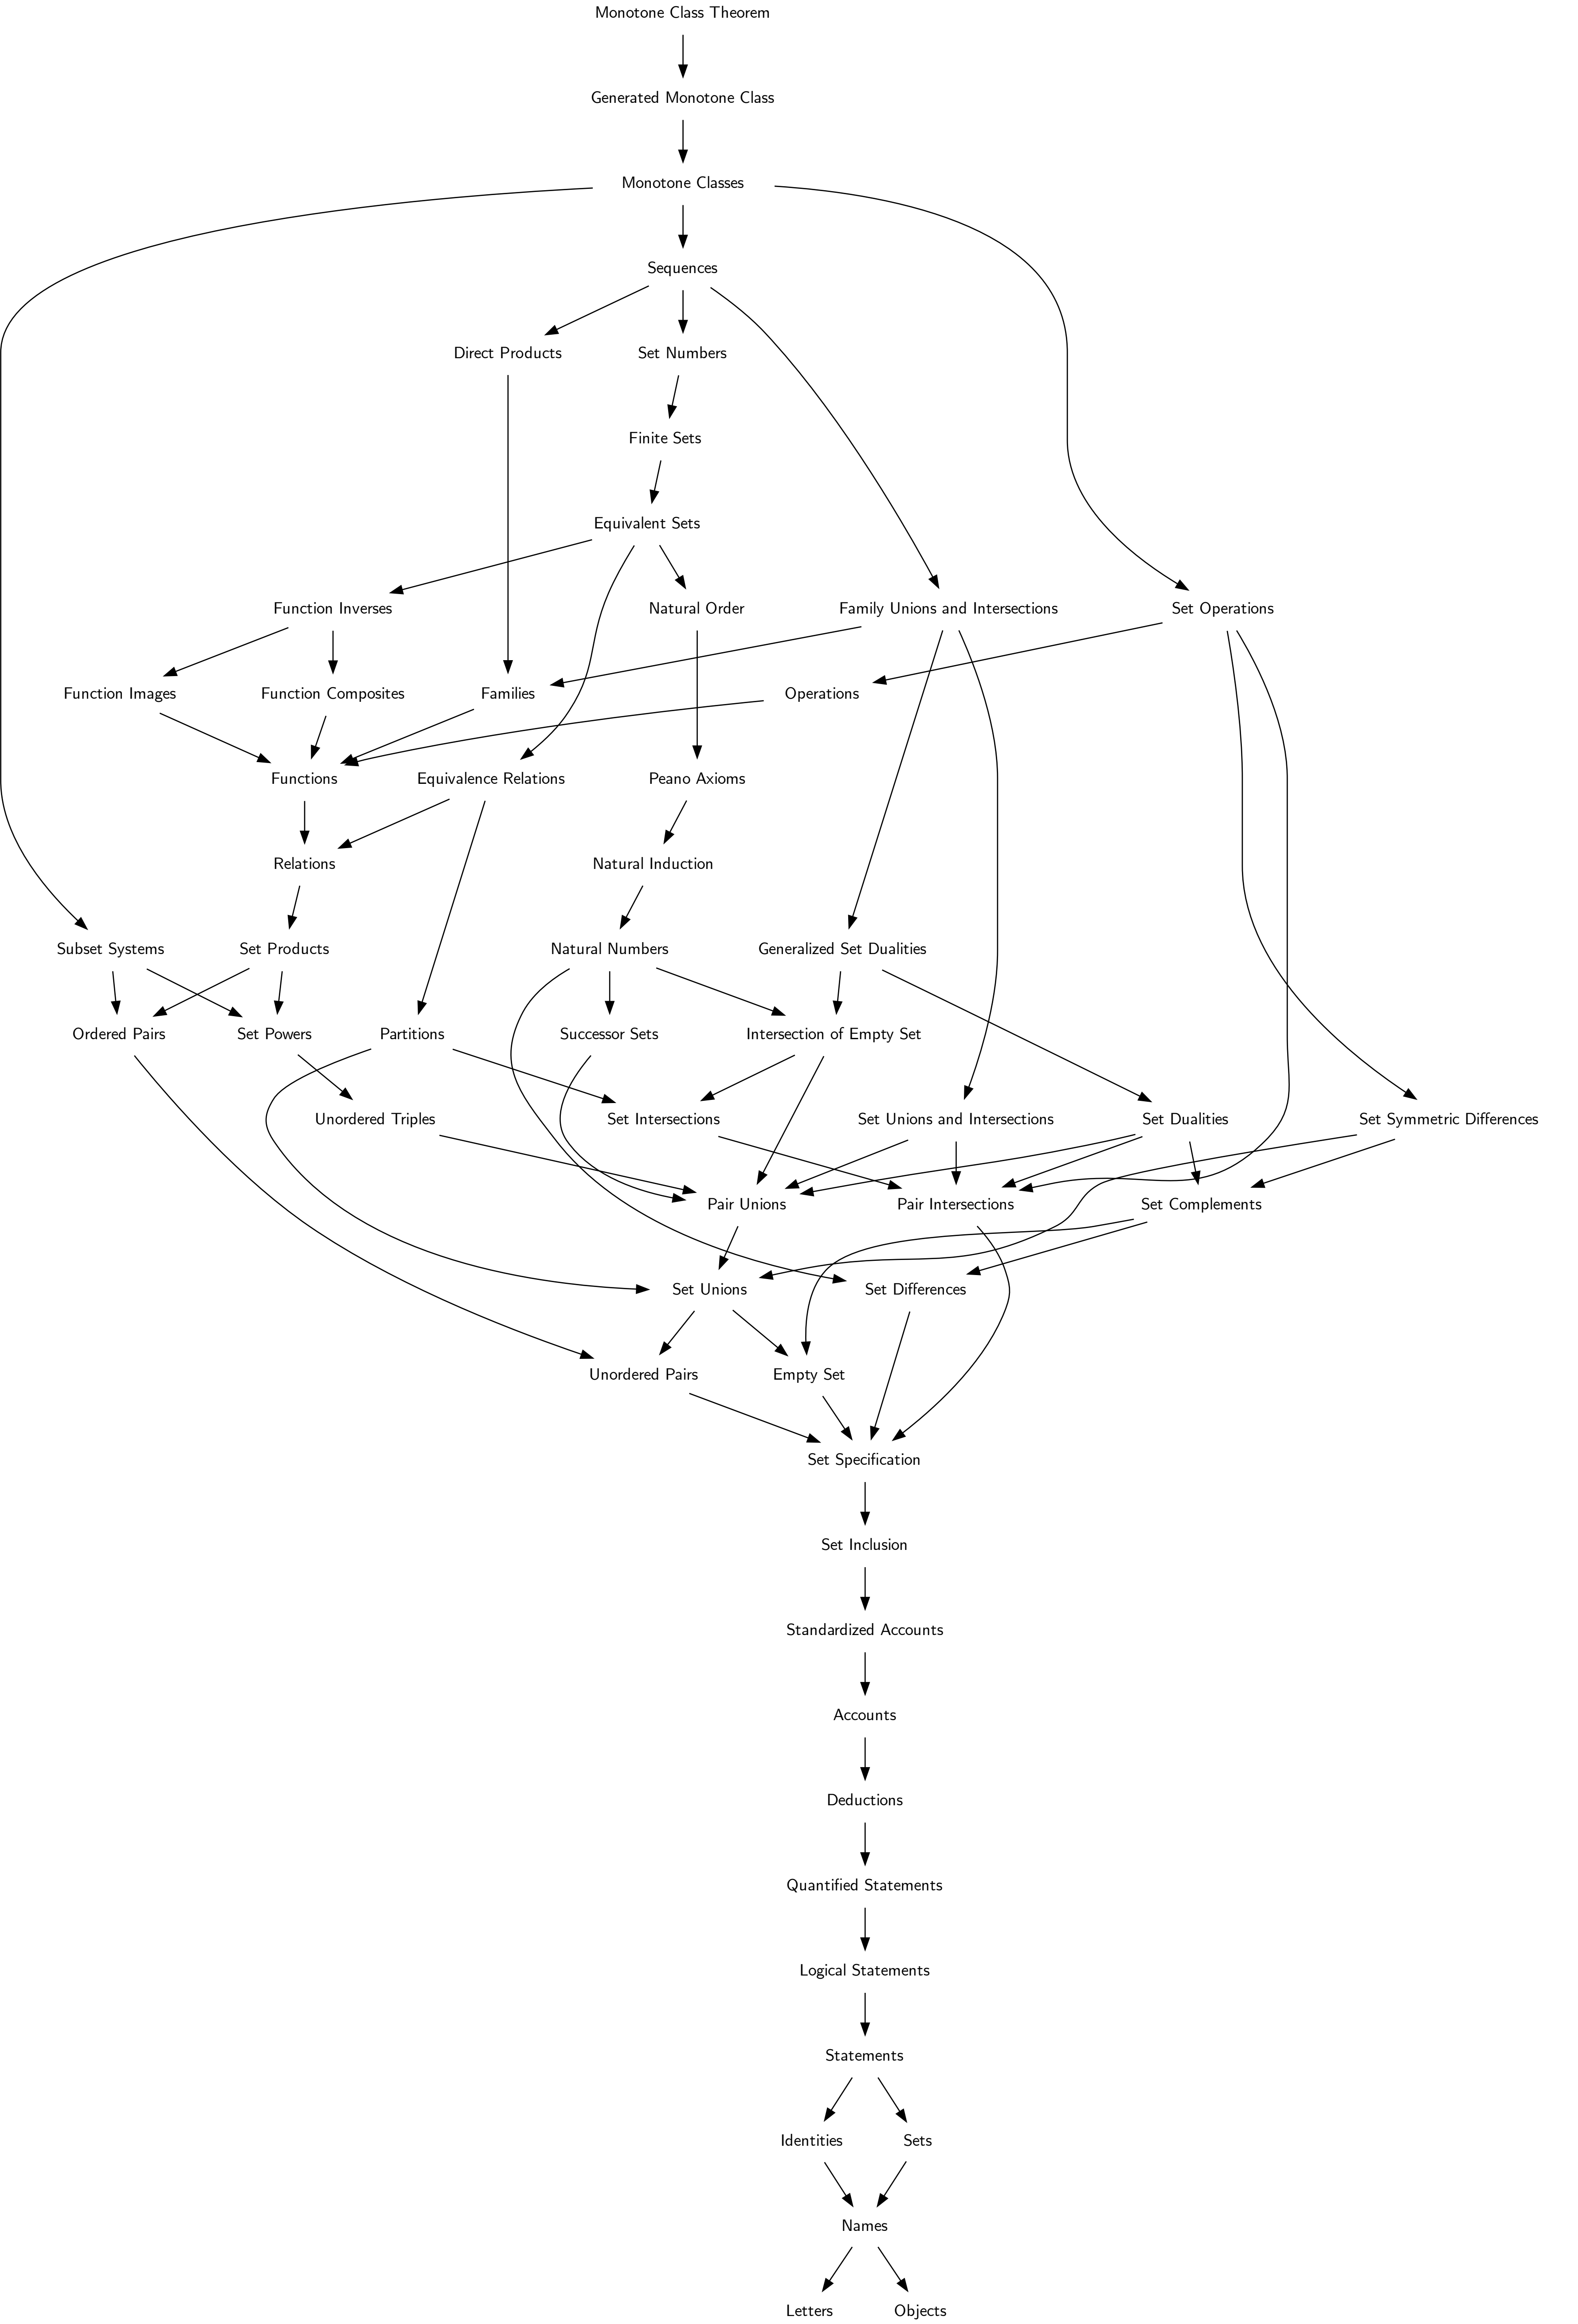 Monotone Class Theorem
Generated Monotone Class
Monotone Classes
Sequences
Direct Products
Set Numbers
Finite Sets
Equivalent Sets
Function Inverses
Natural Order
Family Unions and Intersections
Set Operations
Function Images
Function Composites
Families
Operations
Functions
Equivalence Relations
Peano Axioms
Relations
Natural Induction
Subset Systems
Set Products
Natural Numbers
Generalized Set Dualities
Ordered Pairs
Set Powers
Partitions
Successor Sets
Intersection of Empty Set
Unordered Triples
Set Intersections
Set Unions and Intersections
Set Dualities
Set Symmetric Differences
Pair Unions
Pair Intersections
Set Complements
Set Unions
Set Differences
Unordered Pairs
Empty Set
Set Specification
Set Inclusion
Standardized Accounts
Accounts
Deductions
Quantified Statements
Logical Statements
Statements
Identities
Sets
Names
Letters
Objects